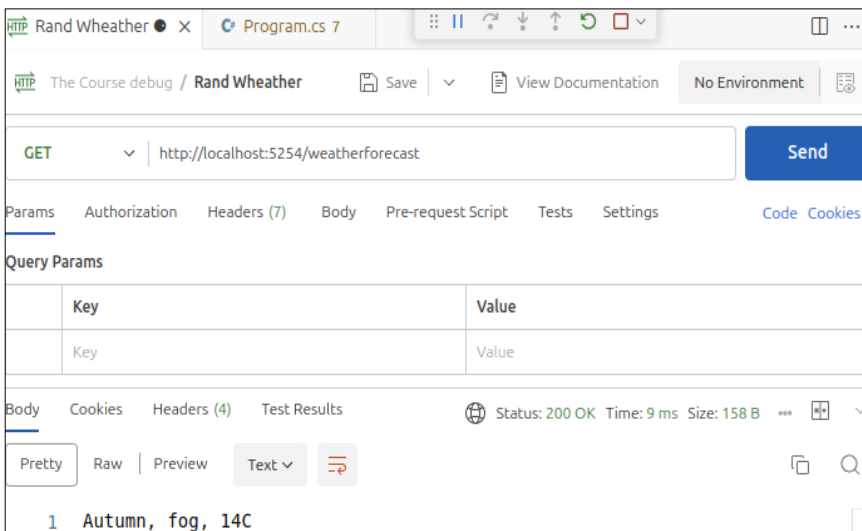 HTTP Rand Wheather
C# Program.cs 7
HTTP The Course debug / Rand Wheather Save View Documentation No Environment
GET http://localhost:5254/weatherforecast Send
Params Authorization Headers (7) Body Pre-request Script Tests Settings Code Cookies
Query Params
Key Value
Key Value
Body Cookies Headers (4) Test Results Status: 200 OK Time: 9 ms Size: 158 B
Pretty Raw Preview Text
1 Autumn, fog, 14C